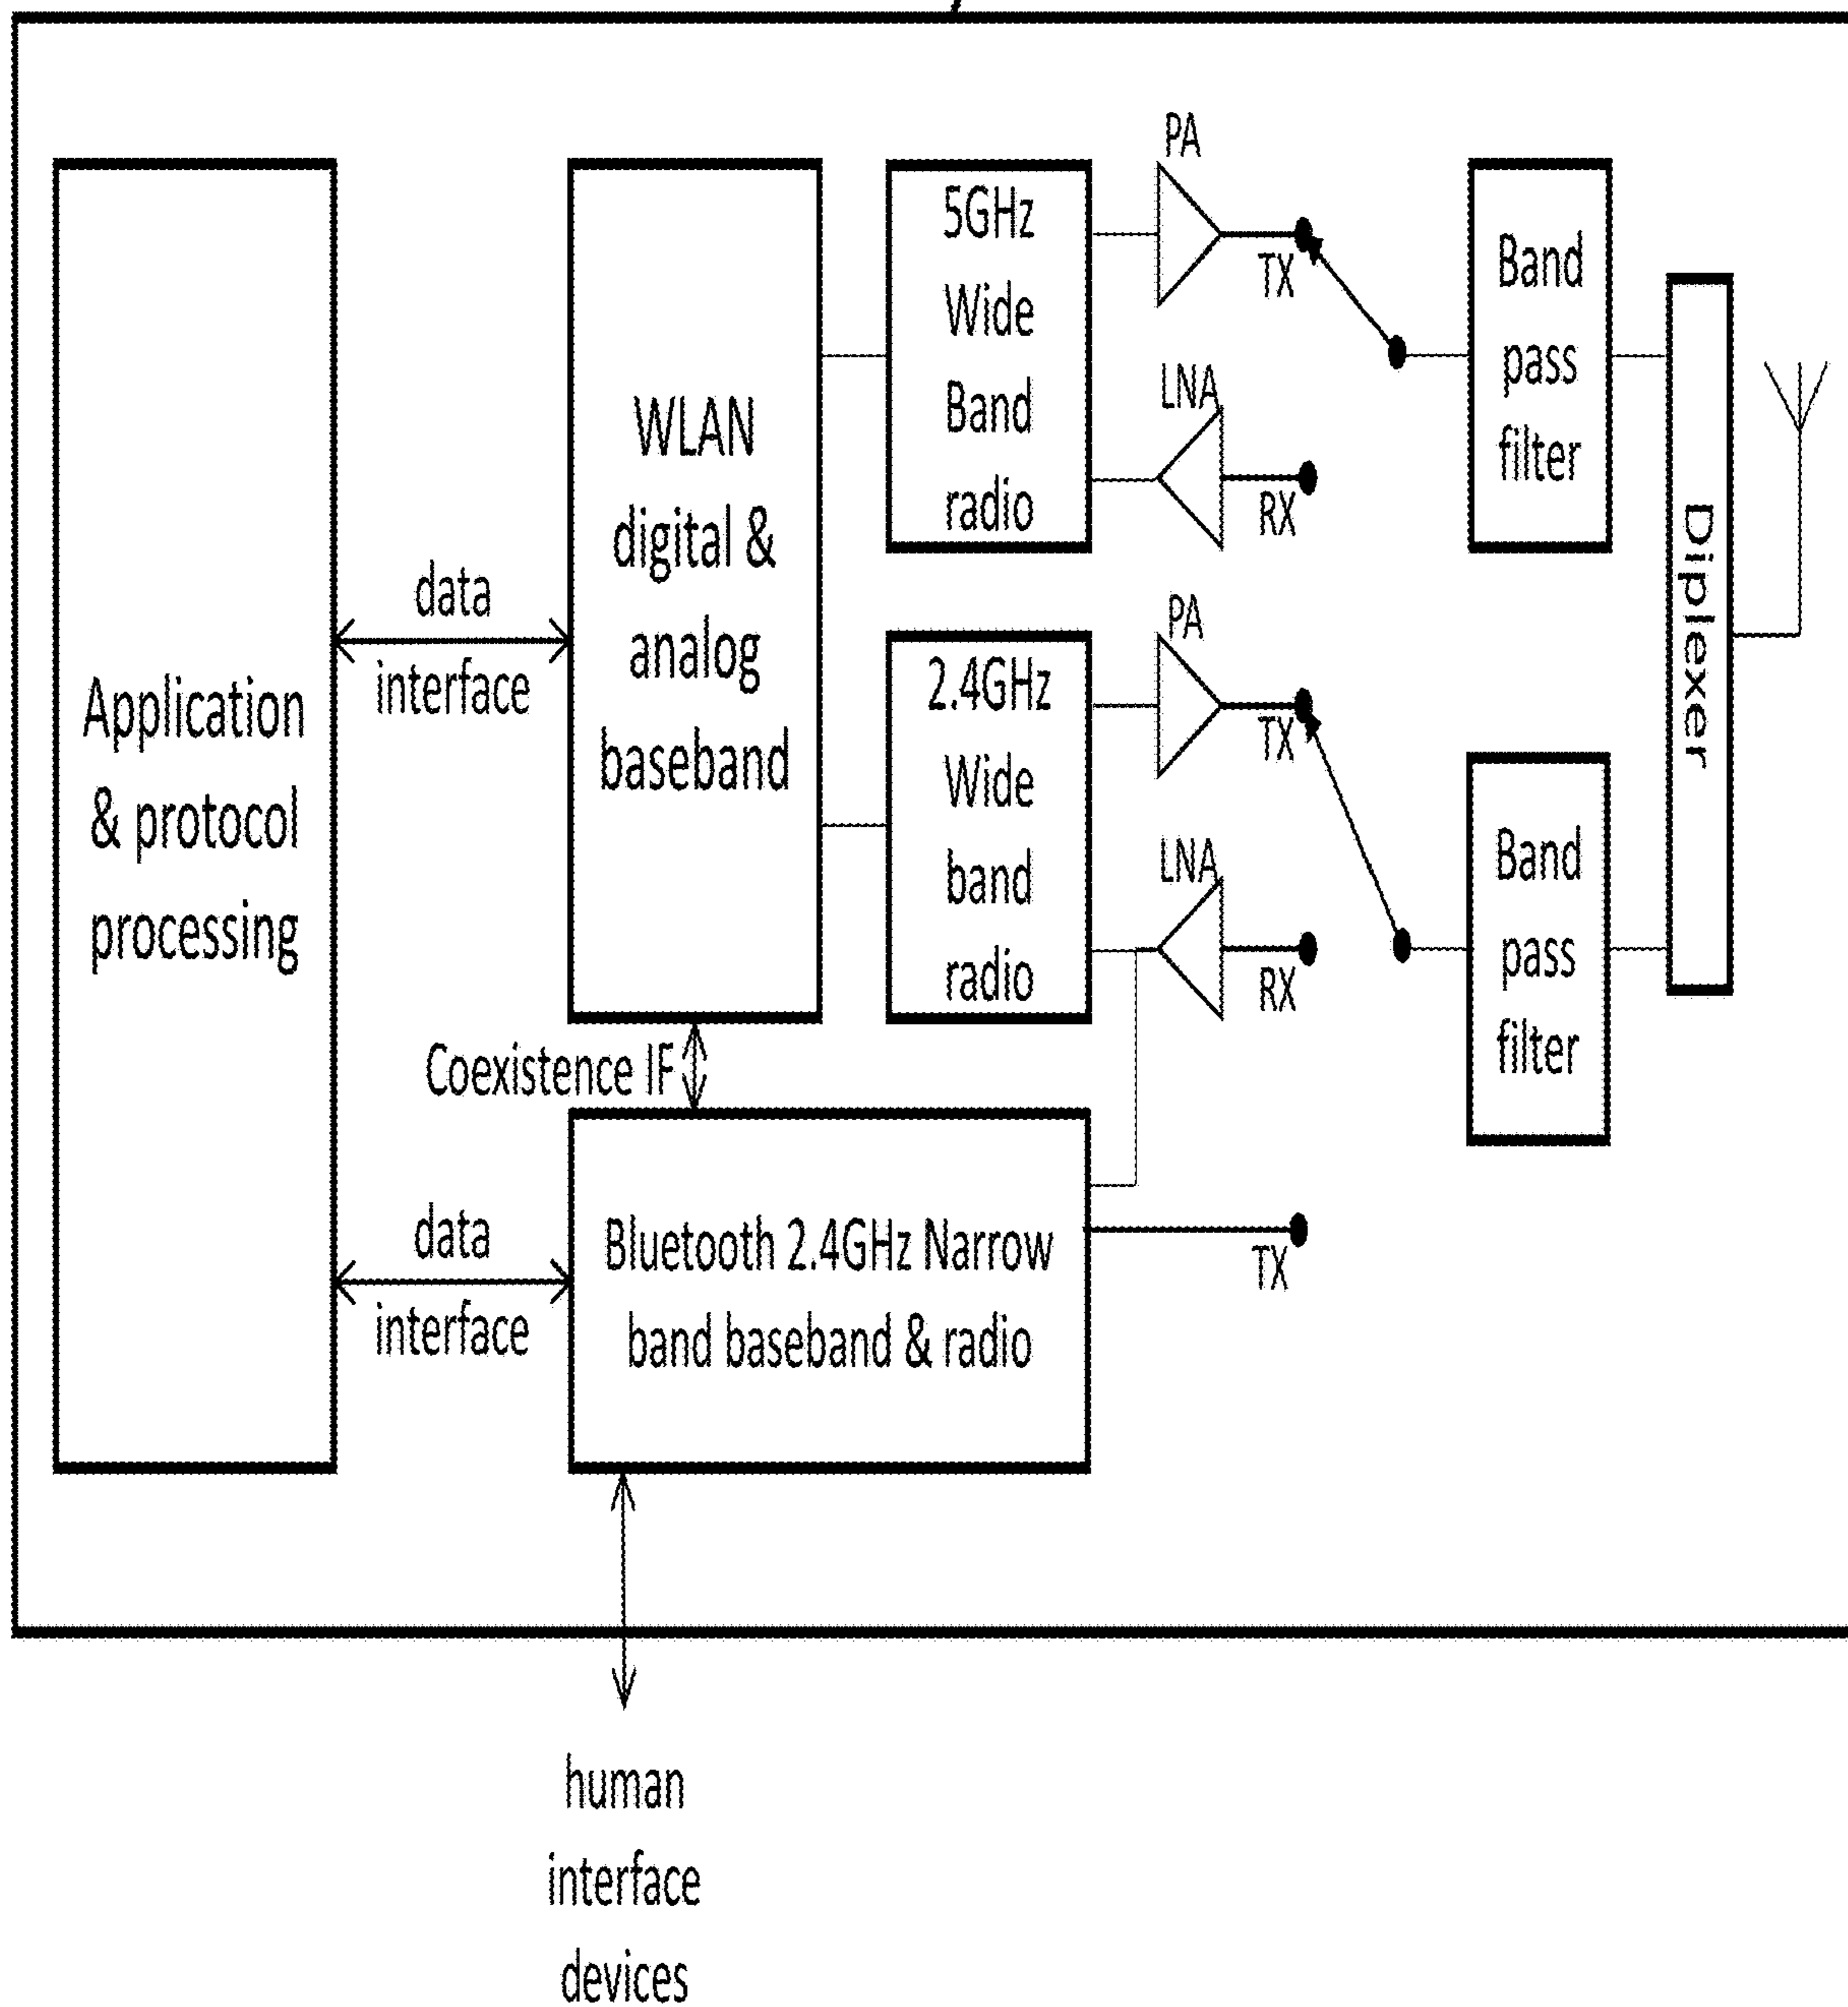 Application
& protocol
processing
data
interface
data
interface
WLAN
digital &
analog
baseband
Coexistence IF
Bluetooth 2.4GHz Narrow
band baseband & radio
human
interface
devices
5GHz
Wide
Band
radio
2.4GHz
Wide
band
radio
PA
TX
LNA
RX
PA
TX
LNA
RX
TX
Band
pass
filter
Band
pass
filter
Diplexer